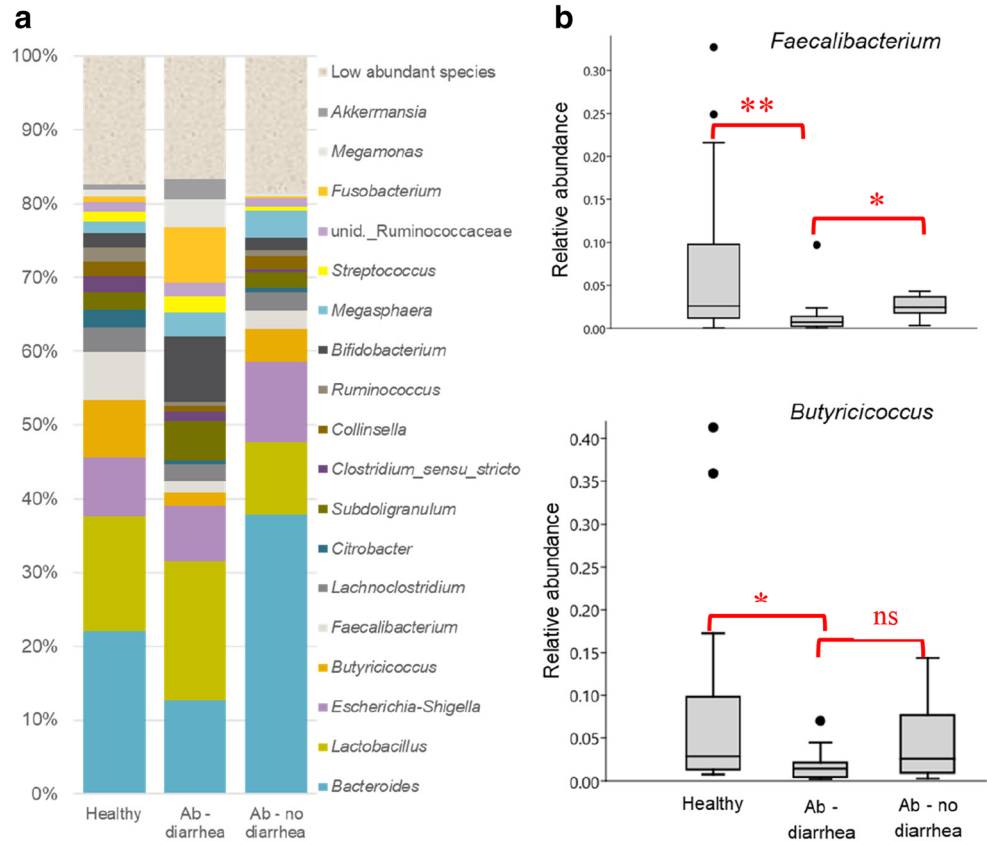 a
100%
90%
80%
70%
60%
50%
40%
30%
20%
10%
0%
Healthy
Ab -
diarrhea
Ab - no
diarrhea
Low abundant species
Akkermansia
Megamonas
Fusobacterium
unid._Ruminococcaceae
Streptococcus
Megasphaera
Bifidobacterium
Ruminococcus
Collinsella
Clostridium_sensu_stricto
Subdoligranulum
Citrobacter
Lachnoclostridium
Faecalibacterium
Butyricicoccus
Escherichia-Shigella
Lactobacillus
Bacteroides
b
Faecalibacterium
Relative abundance
0.30
0.25
0.20
0.15
0.10
0.05
0.00
**
*
Butyricicoccus
Relative abundance
0.40
0.35
0.30
0.25
0.20
0.15
0.10
0.05
0.00
*
ns
Healthy
Ab -
diarrhea
Ab - no
diarrhea